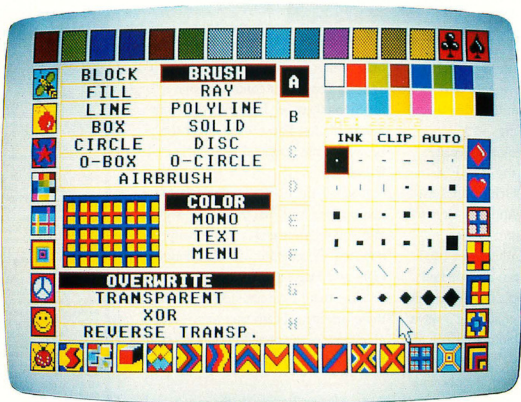 BLOCK BRUSH
FILL RAY
LINE POLYLINE
BOX SOLID
CIRCLE DISC
O-BOX O-CIRCLE
AIRBRUSH
COLOR
MONO
TEXT
MENU
OVERWRITE
TRANSPARENT
XOR
REVERSE TRANSP.
A
B
C
D
E
F
G
H
INK CLIP AUTO